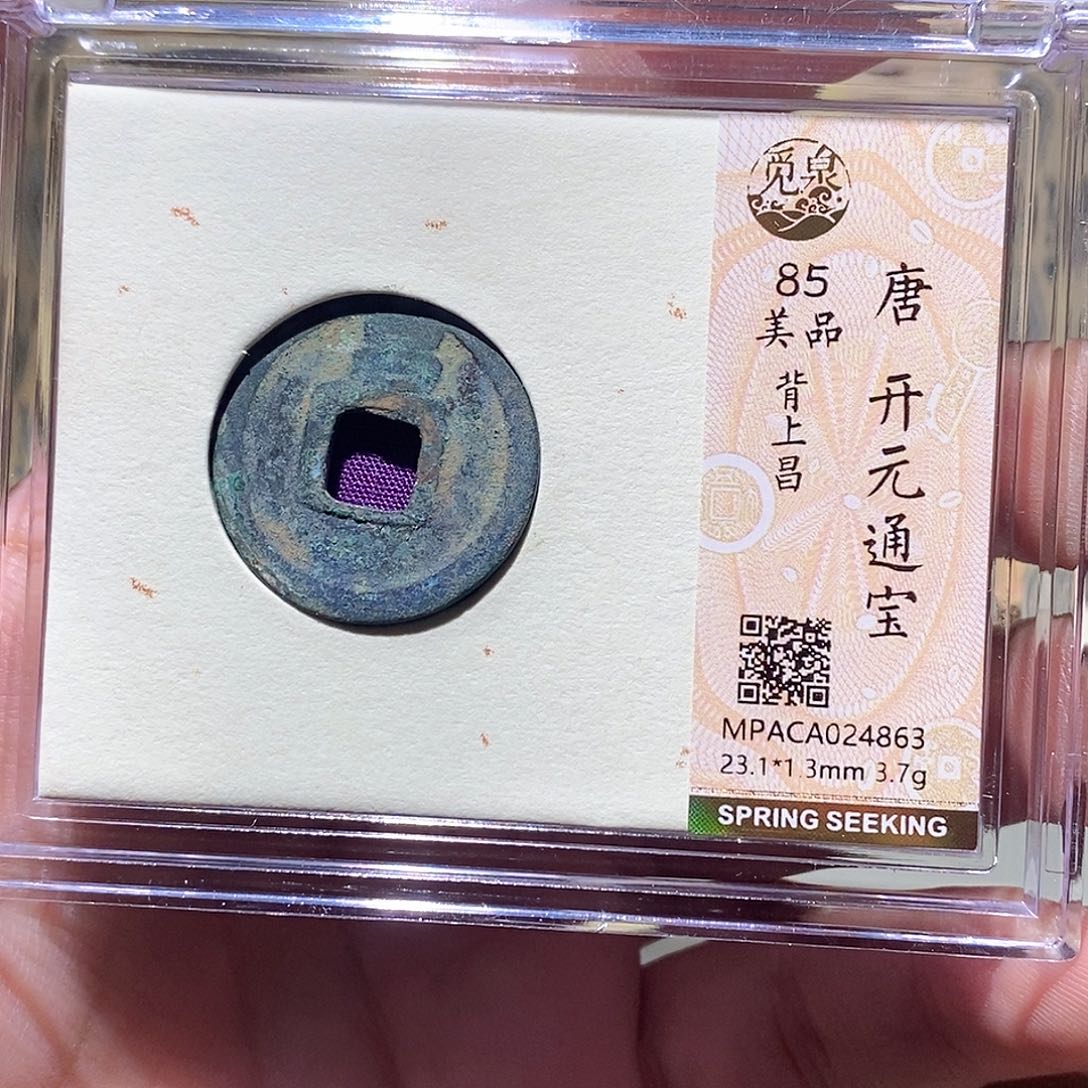 觅泉
唐 开元通宝
85
美品
背上昌
MPACA024863
23.1*1.3mm 3.7g
SPRING SEEKING